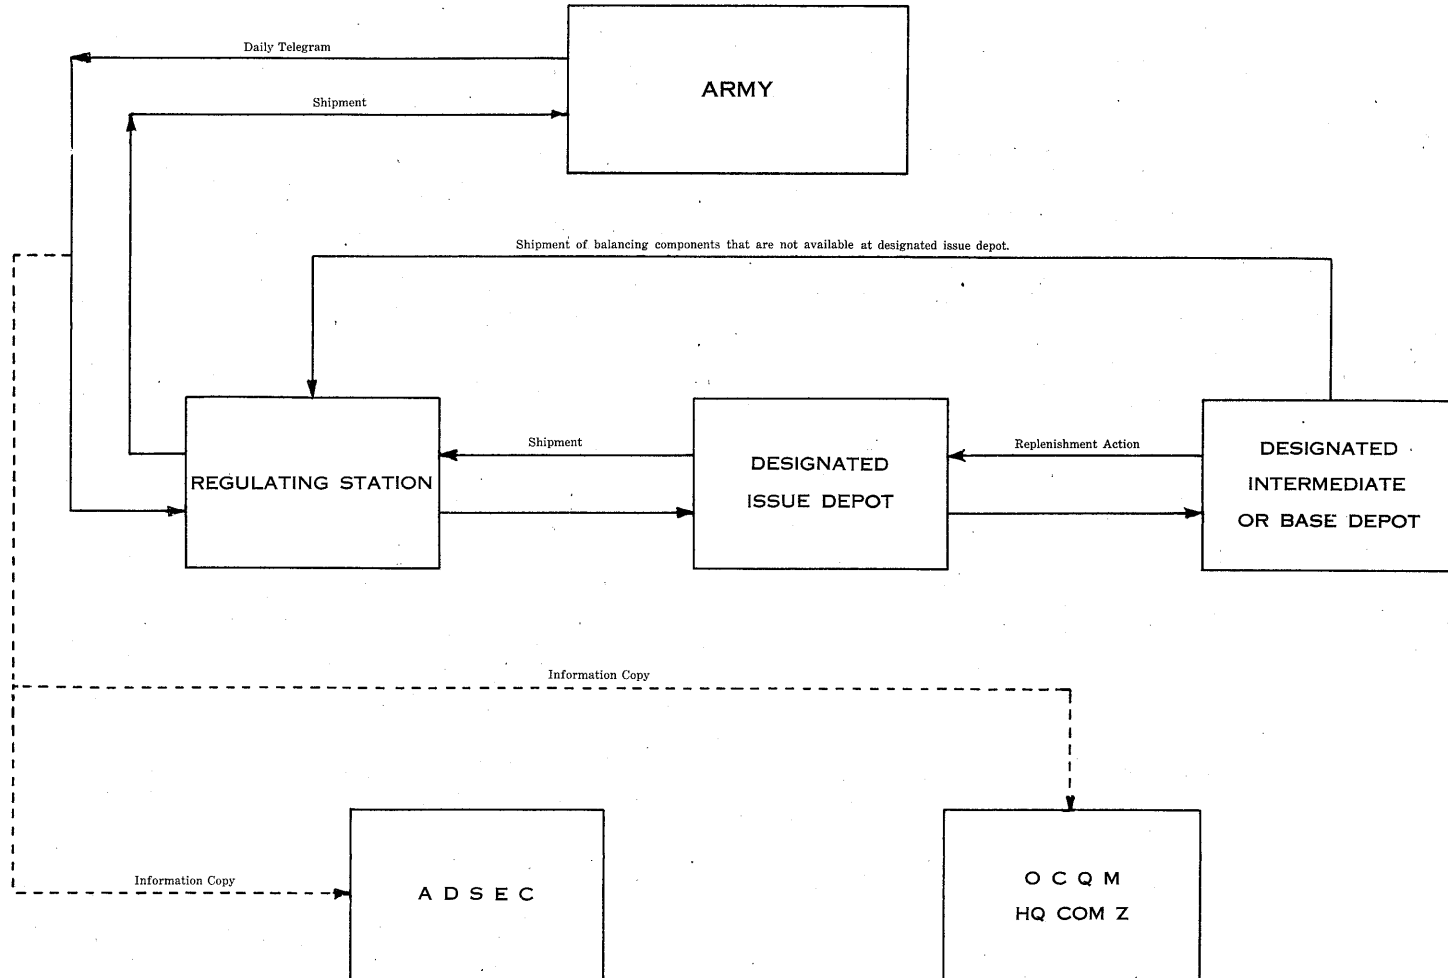 Daily Telegram
ARMY
Shipment
Shipment of balancing components that are not available at designated issue depot.
REGULATING STATION
Shipment
DESIGNATED
ISSUE DEPOT
Replenishment Action
DESIGNATED
INTERMEDIATE
OR BASE DEPOT
Information Copy
Information Copy
A D S E C
O C Q M
HQ COM Z